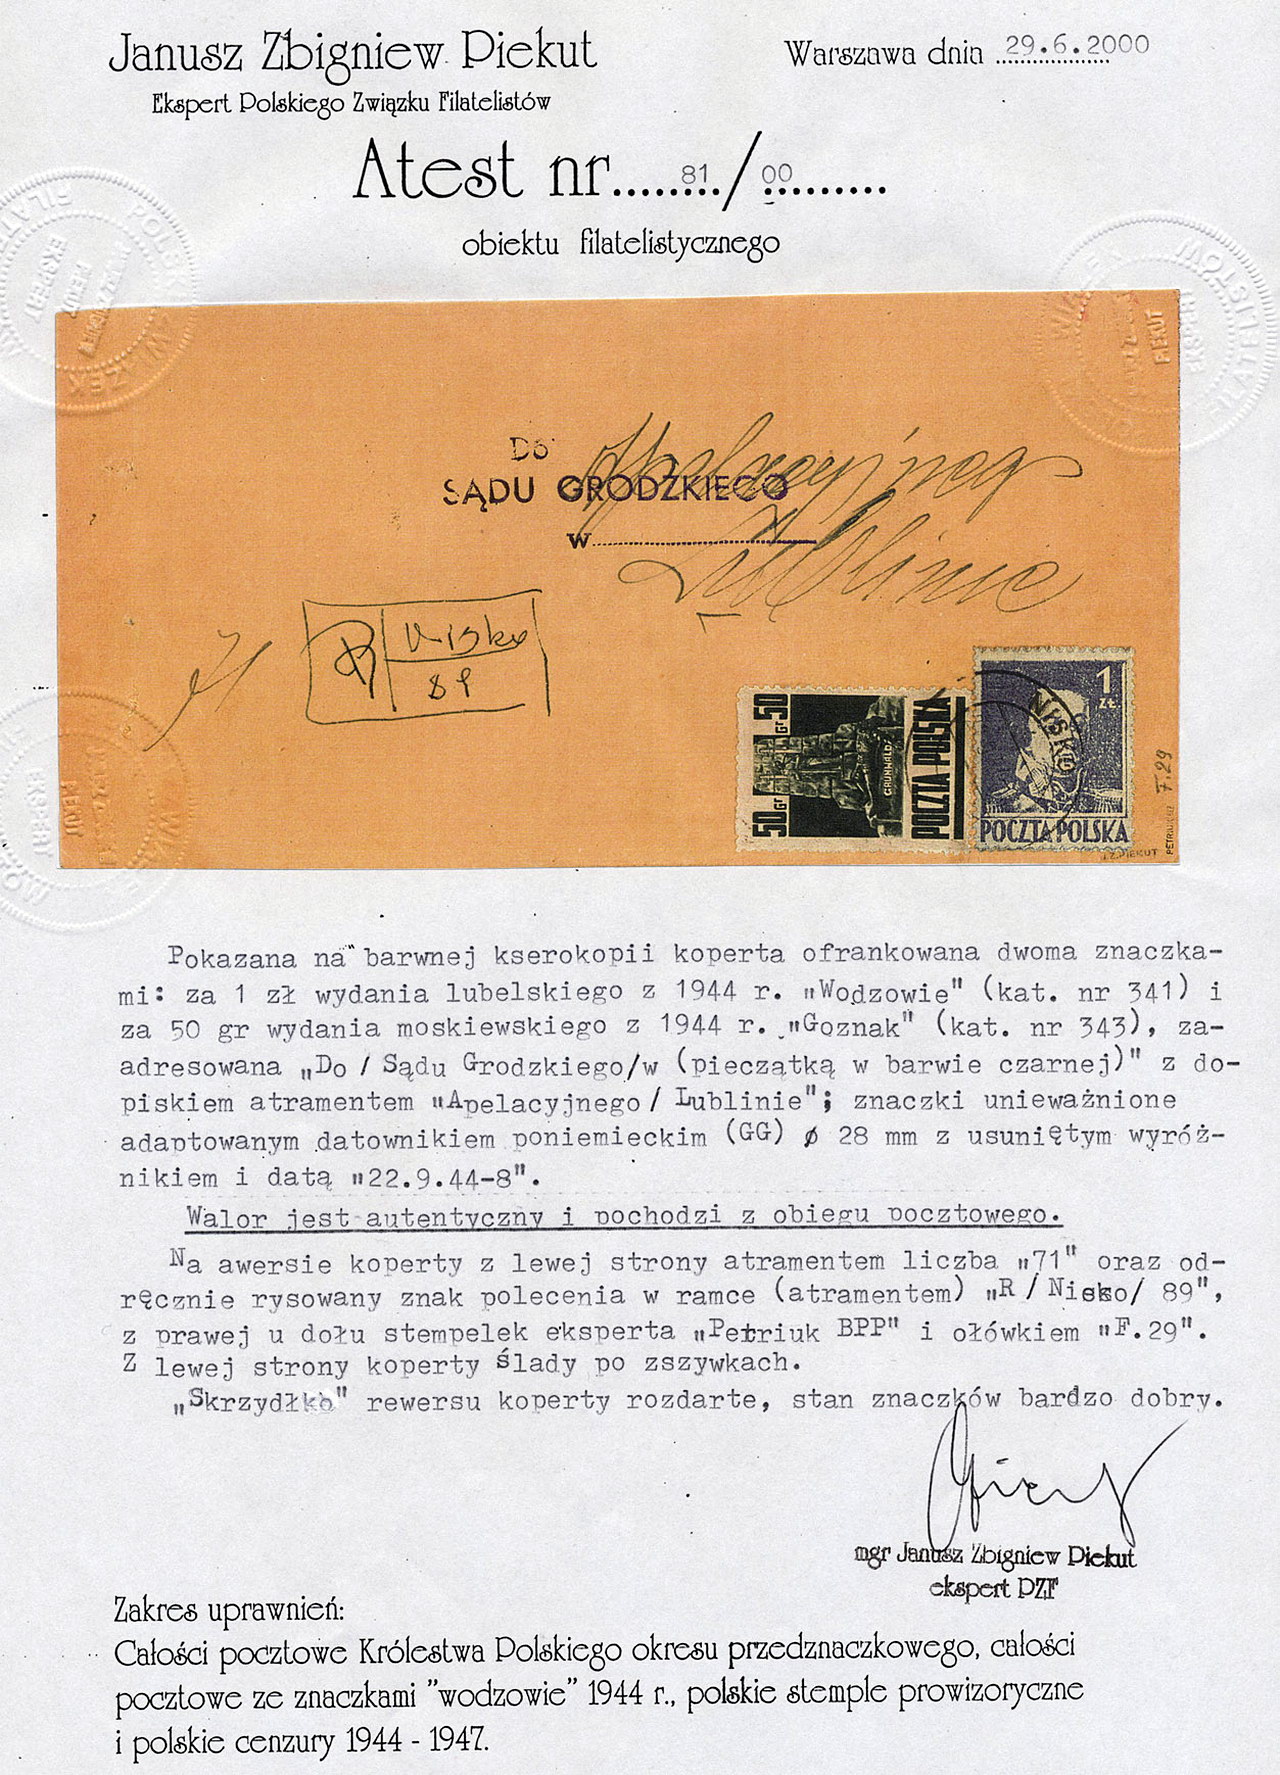 Janusz Zbigniew Piekut
Ekspert Polskiego Związku Filatelistów
Warszawa dnia 29.6.2000
Atest nr......81./.00.........
obiektu filatelistycznego
Do
SĄDU GRODZKIEGO
Apelacyjnego
w
Lublinie
71
R Nisko
89
50 gr
50 gr
GRUNWALD
POCZTA POLSKA
NISKO
1 ZŁ
POCZTA POLSKA
F.29
J.Z.PIEKUT
Pokazana na barwnej kserokopii koperta ofrankowana dwoma znaczka-
mi: za 1 zł wydania lubelskiego z 1944 r. „Wodzowie" (kat. nr 341) i
za 50 gr wydania moskiewskiego z 1944 r. „Goznak" (kat. nr 343), za-
adresowana „Do / Sądu Grodzkiego/w (pieczątką w barwie czarnej)" z do-
piskiem atramentem „Apelacyjnego / Lublinie"; znaczki unieważnione
adaptowanym datownikiem poniemieckim (GG) ø 28 mm z usuniętym wyróż-
nikiem i datą „22.9.44-8".
Walor jest autentyczny i pochodzi z obiegu pocztowego.
Na awersie koperty z lewej strony atramentem liczba „71" oraz od-
ręcznie rysowany znak polecenia w ramce (atramentem) „R / Nisko/ 89",
z prawej u dołu stempelek eksperta „Petriuk BPP" i ołówkiem „F.29".
Z lewej strony koperty ślady po zszywkach.
„Skrzydłko" rewersu koperty rozdarte, stan znaczków bardzo dobry.
mgr Janusz Zbigniew Piekut
ekspert PZF
Zakres uprawnień:
Całości pocztowe Królestwa Polskiego okresu przedznaczkowego, całości
pocztowe ze znaczkami "wodzowie" 1944 r., polskie stemple prowizoryczne
i polskie cenzury 1944 - 1947.